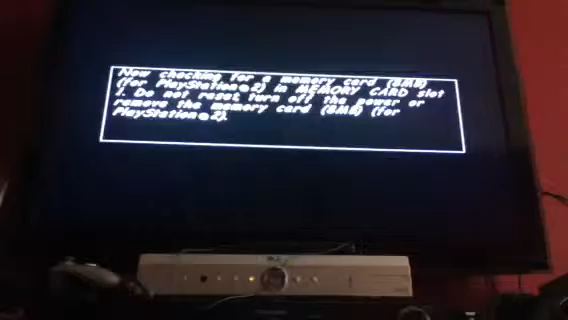 Now checking for a memory card (8MB)
(for PlayStation®2) in MEMORY CARD slot
1. Do not reset, turn off the power or
remove the memory card (8MB) (for
PlayStation®2).